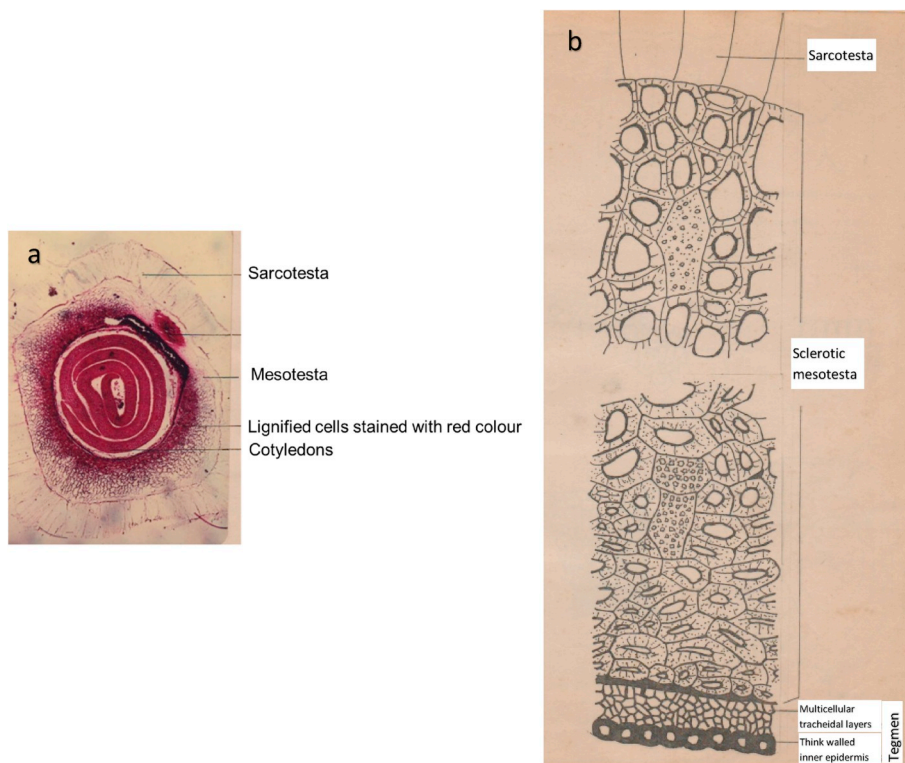 a
Sarcotesta
Mesotesta
Lignified cells stained with red colour
Cotyledons
b
Sarcotesta
Sclerotic
mesotesta
Multicellular
tracheidal layers
Think walled
inner epidermis
Tegmen